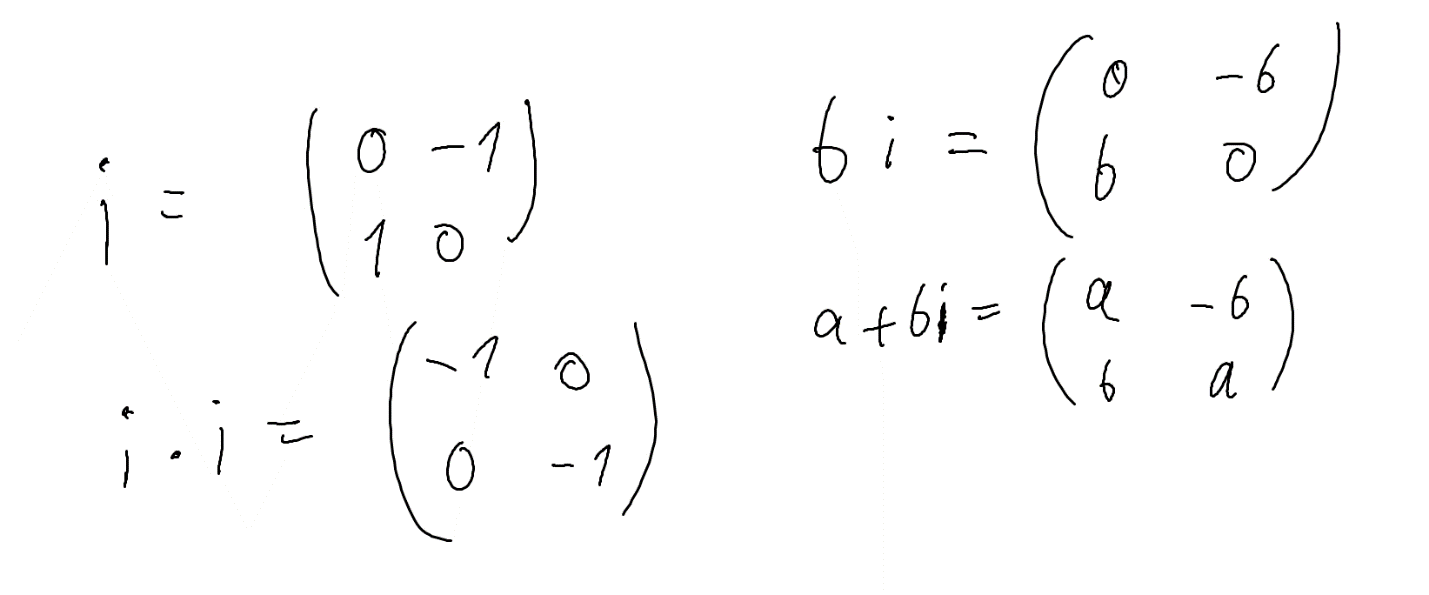 i = ( 0 -1
1 0 )
i · i = ( -1 0
0 -1 )
bi = ( 0 -b
b 0 )
a + bi = ( a -b
b a )